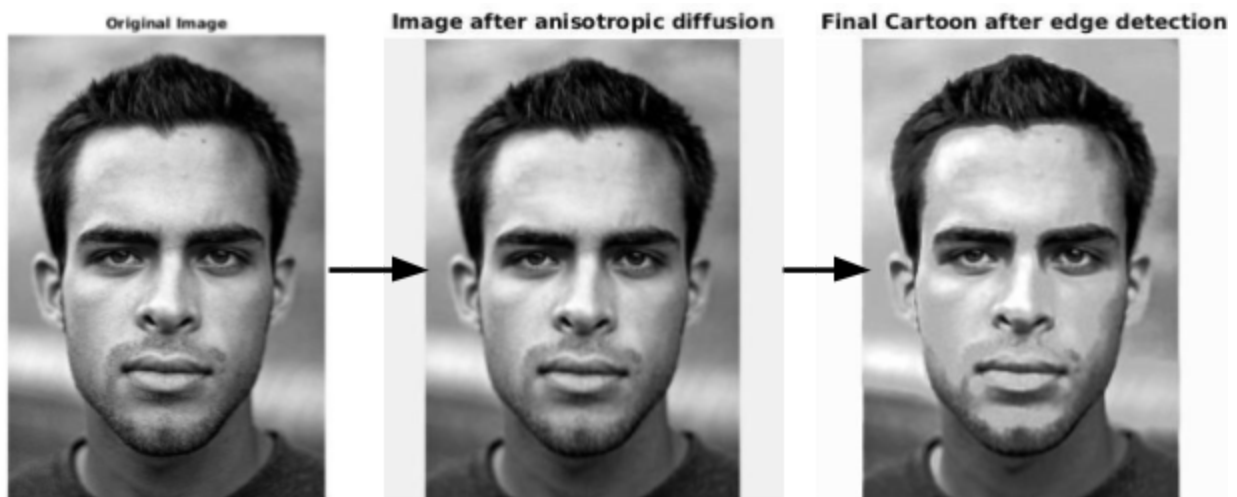 Original Image
Image after anisotropic diffusion
Final Cartoon after edge detection